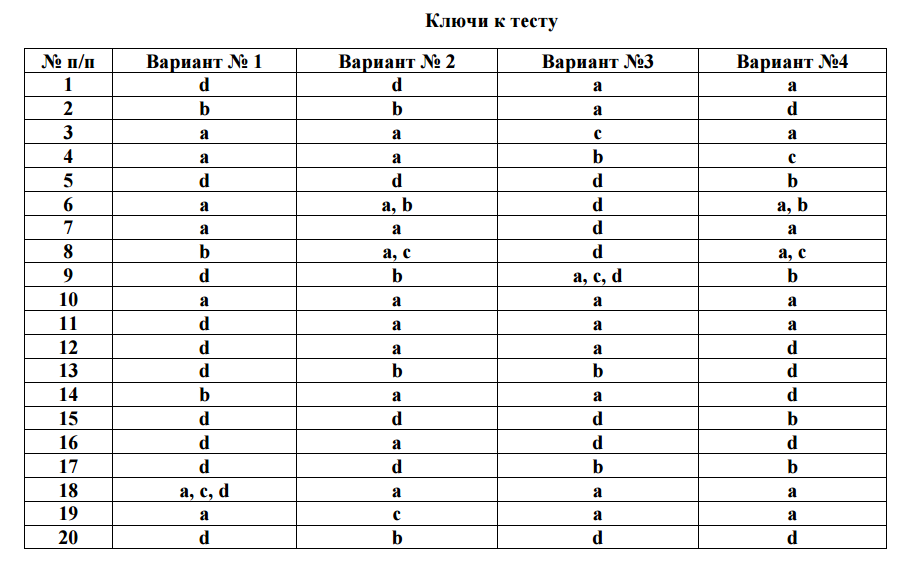 Ключи к тесту
№ п/п Вариант № 1 Вариант № 2 Вариант №3 Вариант №4
1 d d a a
2 b b a d
3 a a c a
4 a a b c
5 d d d b
6 a a, b d a, b
7 a a d a
8 b a, c d a, c
9 d b a, c, d b
10 a a a a
11 d a a a
12 d a a d
13 d b b d
14 b a a d
15 d d d b
16 d a d d
17 d d b b
18 a, c, d a a a
19 a c a a
20 d b d d